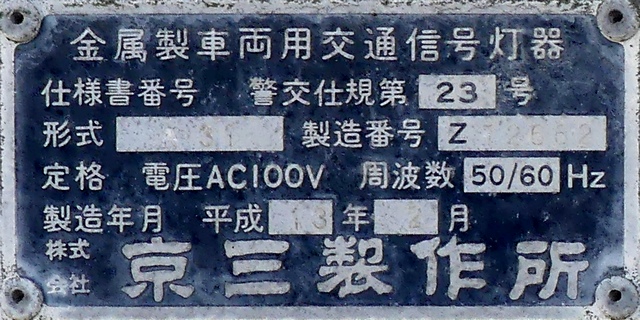 金属製車両用交通信号灯器
仕様書番号 警交仕規第 23 号
形式 製造番号 Z
定格 電圧AC100V 周波数 50/60 Hz
製造年月 平成 13 年 2 月
株式会社 京三製作所